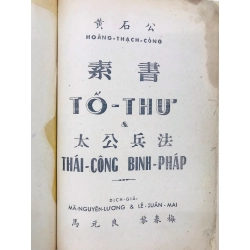 黄石公
HOÀNG-THẠCH-CÔNG
素書
TỐ-THƯ
&
太公兵法
THÁI-CÔNG BINH-PHÁP
DỊCH-GIẢ:
MÃ-NGUYÊN-LƯƠNG & LÊ-XUÂN-MAI
馬元良 黎春梅